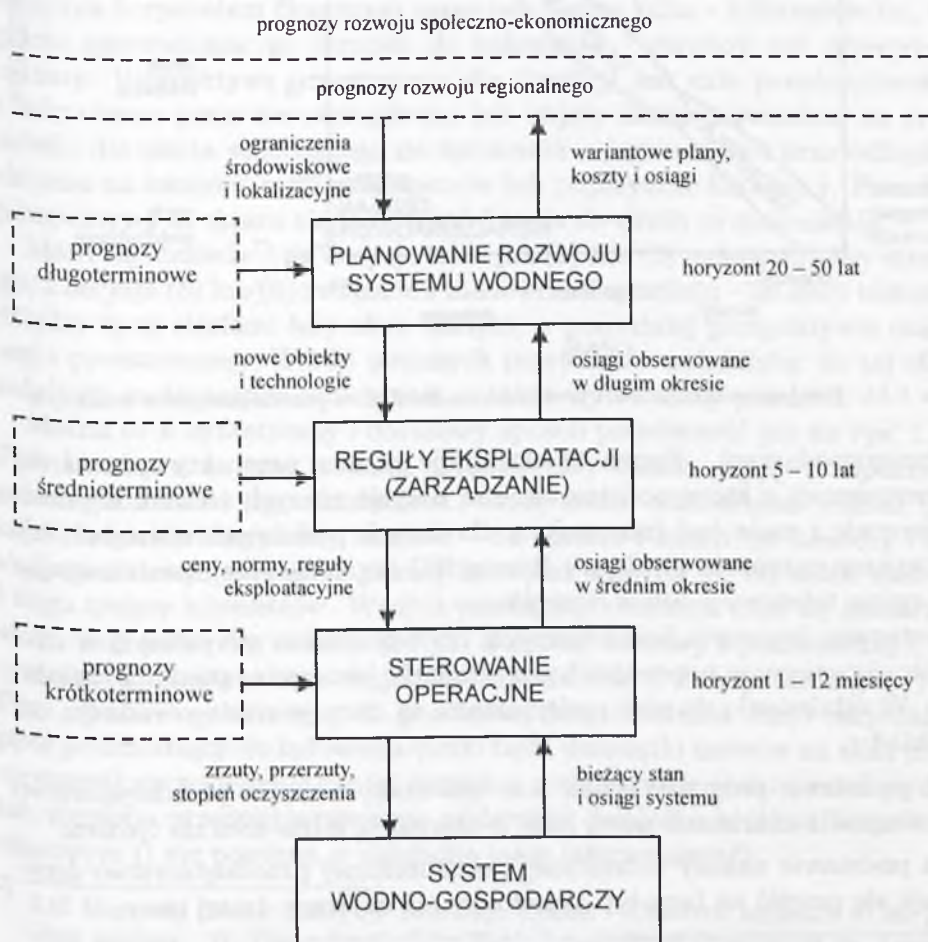 prognozy rozwoju społeczno-ekonomicznego
prognozy rozwoju regionalnego
ograniczenia
środowiskowe
i lokalizacyjne
wariantowe plany,
koszty i osiągi
prognozy
długoterminowe
PLANOWANIE ROZWOJU
SYSTEMU WODNEGO
horyzont 20 – 50 lat
nowe obiekty
i technologie
osiągi obserwowane
w długim okresie
prognozy
średnioterminowe
REGUŁY EKSPLOATACJI
(ZARZĄDZANIE)
horyzont 5 – 10 lat
ceny, normy, reguły
eksploatacyjne
osiągi obserwowane
w średnim okresie
prognozy
krótkoterminowe
STEROWANIE
OPERACYJNE
horyzont 1 – 12 miesięcy
zrzuty, przerzuty,
stopień oczyszczenia
bieżący stan
i osiągi systemu
SYSTEM
WODNO-GOSPODARCZY